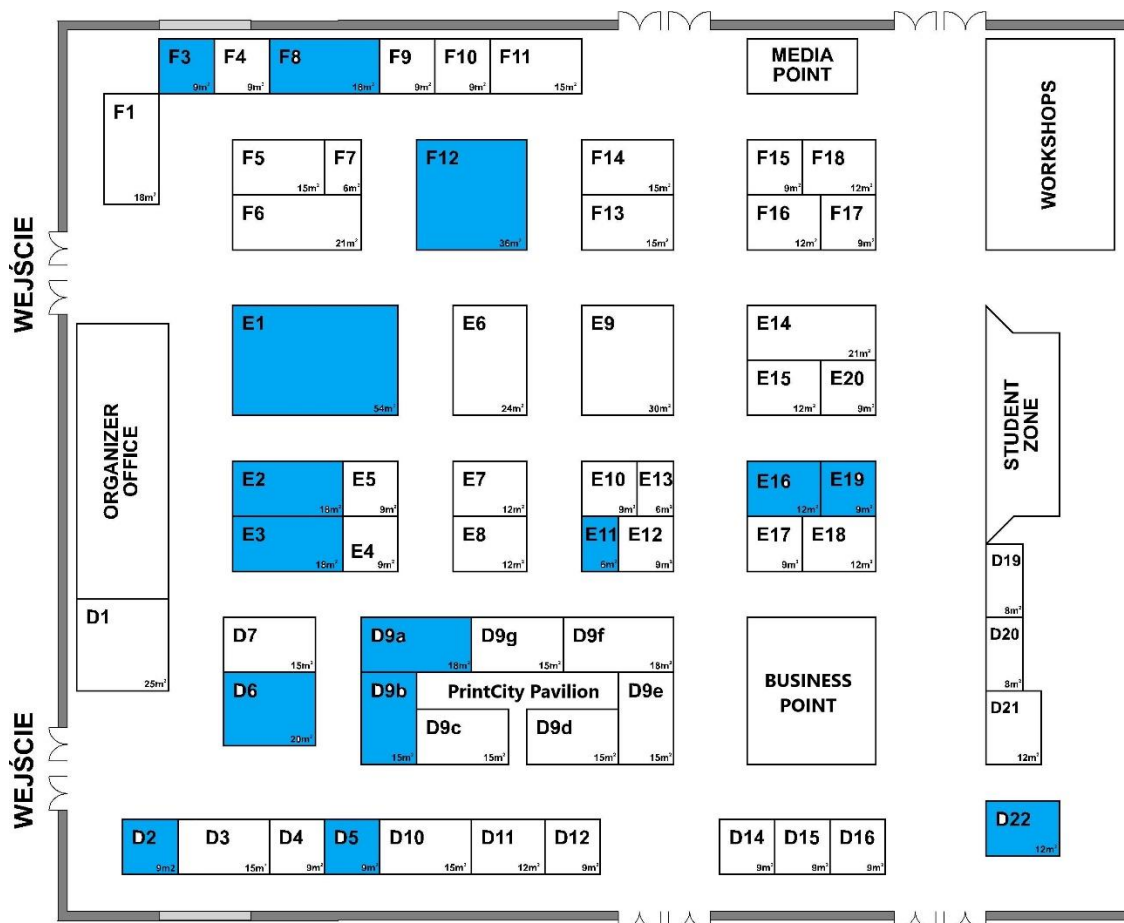 F3
9m²
F4
9m²
F8
18m²
F9
9m²
F10
9m²
F11
15m²
MEDIA
POINT
WORKSHOPS
F1
18m²
F5
15m²
F7
6m²
F6
21m²
F12
36m²
F14
15m²
F13
15m²
F15
9m²
F18
12m²
F16
12m²
F17
9m²
WEJŚCIE
ORGANIZER
OFFICE
E1
54m²
E6
24m²
E9
30m²
E14
21m²
E15
12m²
E20
9m²
STUDENT
ZONE
E2
18m²
E5
9m²
E3
18m²
E4
9m²
E7
12m²
E8
12m²
E10
9m²
E13
6m²
E11
6m²
E12
9m²
E16
12m²
E19
9m²
E17
9m²
E18
12m²
D19
8m²
D20
8m²
D21
12m²
D1
25m²
D7
15m²
D6
20m²
D9a
18m²
D9g
15m²
D9f
18m²
D9b
15m²
PrintCity Pavilion
D9c
15m²
D9d
15m²
D9e
15m²
BUSINESS
POINT
WEJŚCIE
D2
9m2
D3
15m²
D4
9m²
D5
9m²
D10
15m²
D11
12m²
D12
9m²
D14
9m²
D15
9m²
D16
9m²
D22
12m²